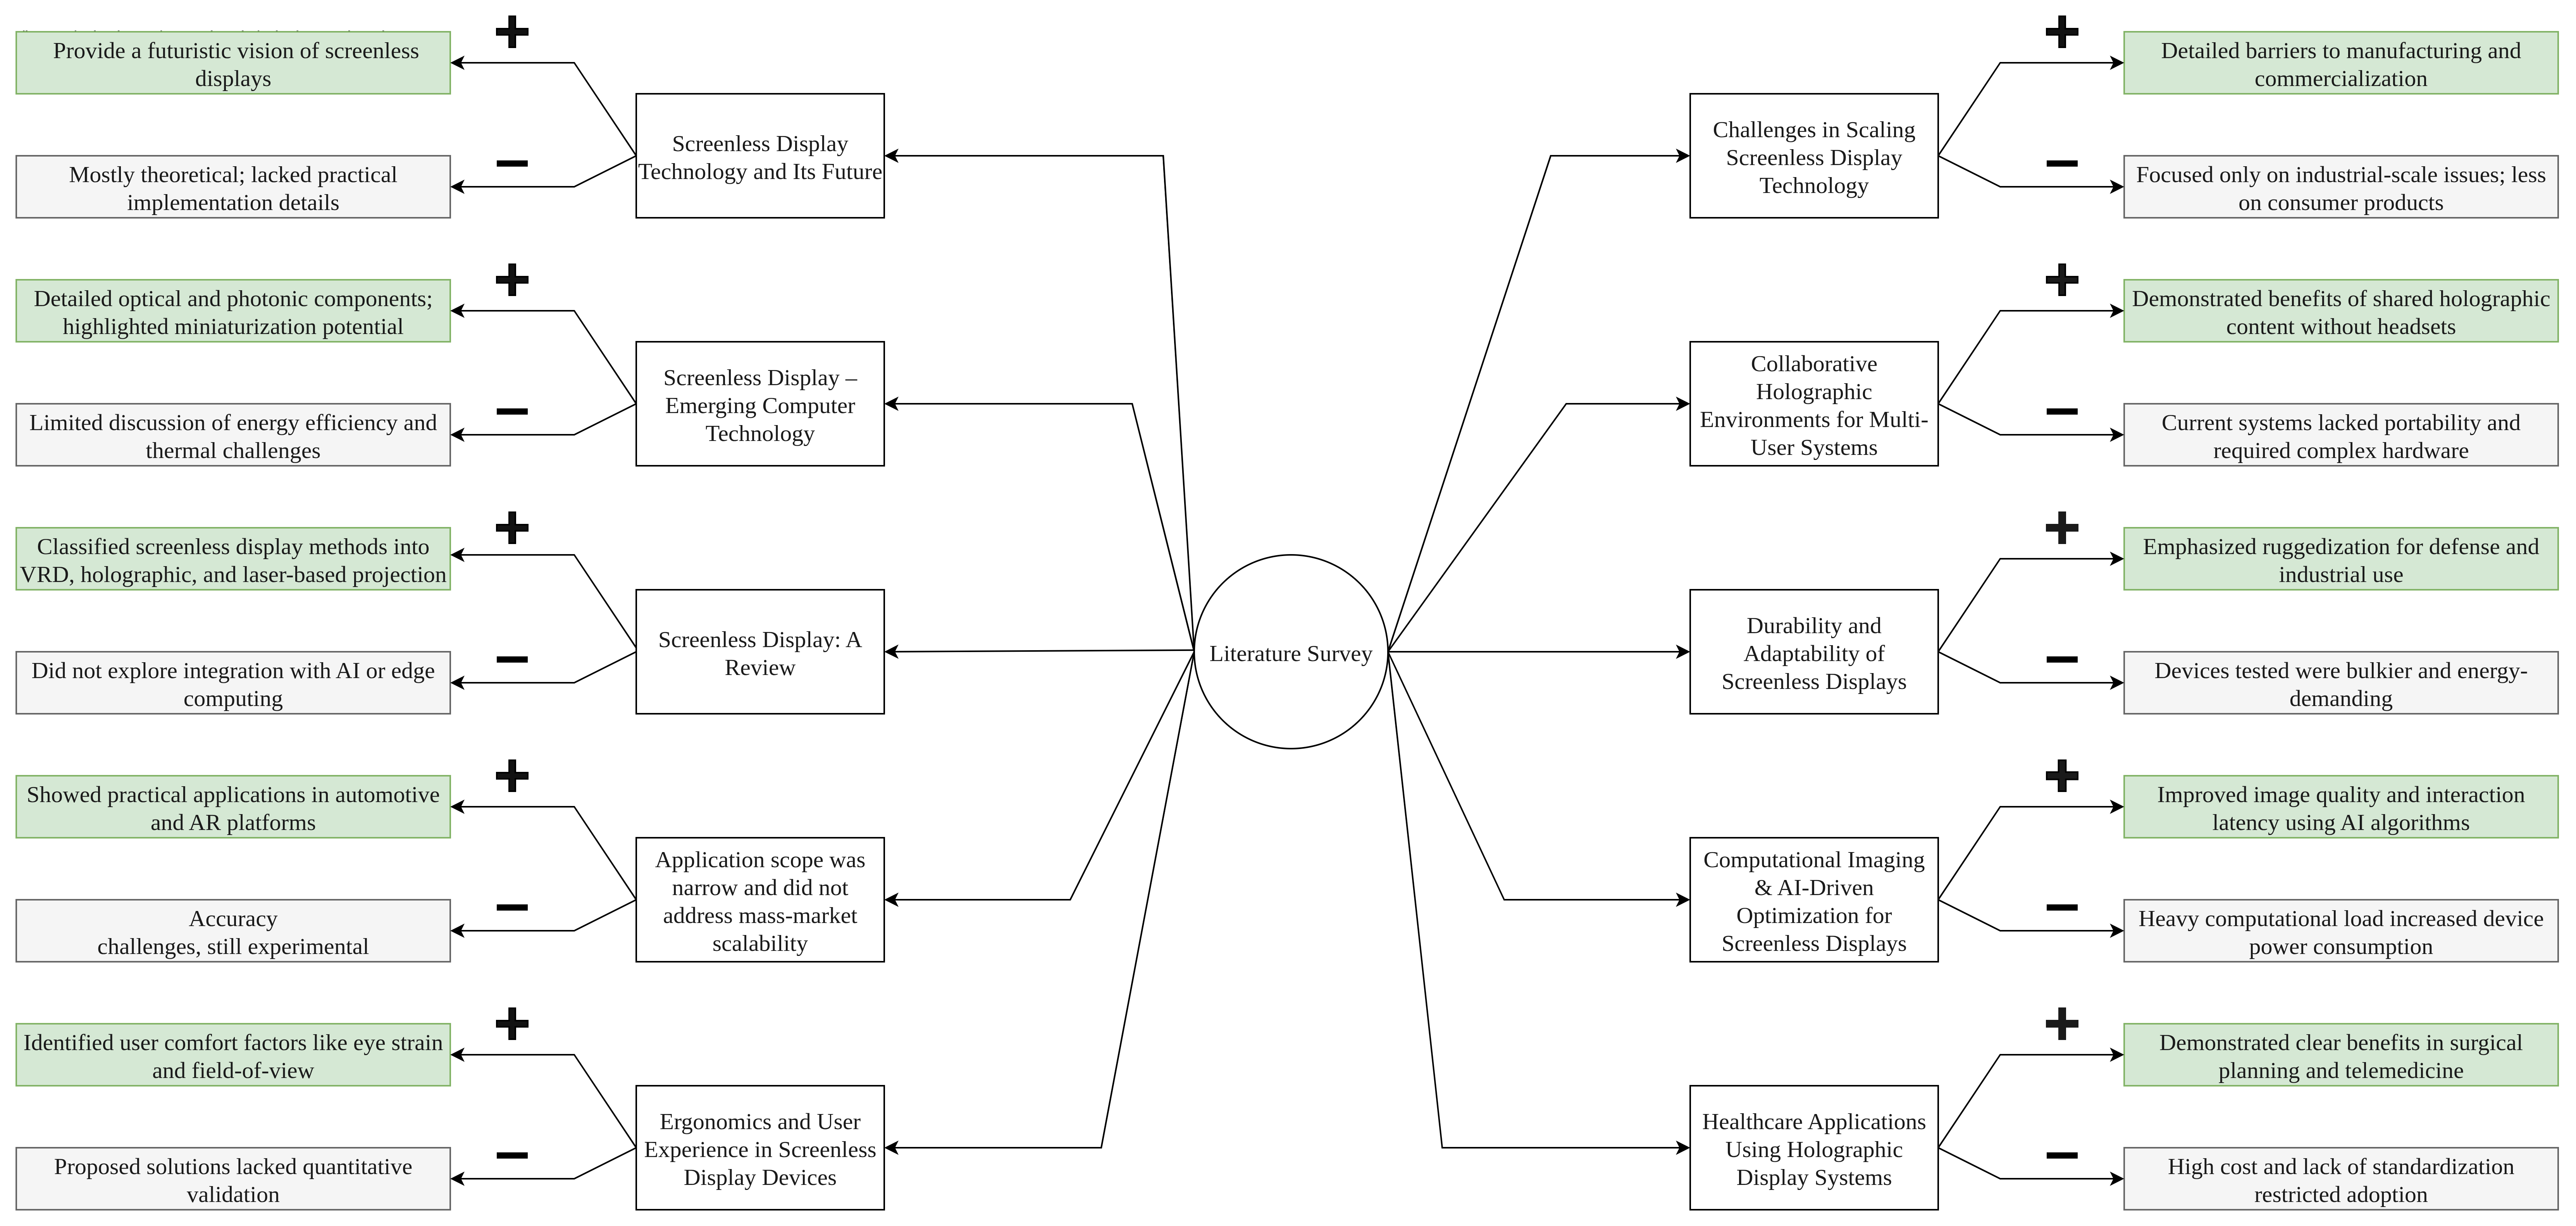 Provide a futuristic vision of screenless
displays
Mostly theoretical; lacked practical
implementation details
Screenless Display
Technology and Its Future
Detailed optical and photonic components;
highlighted miniaturization potential
Limited discussion of energy efficiency and
thermal challenges
Screenless Display –
Emerging Computer
Technology
Classified screenless display methods into
VRD, holographic, and laser-based projection
Did not explore integration with AI or edge
computing
Screenless Display: A
Review
Showed practical applications in automotive
and AR platforms
Accuracy
challenges, still experimental
Application scope was
narrow and did not
address mass-market
scalability
Identified user comfort factors like eye strain
and field-of-view
Proposed solutions lacked quantitative
validation
Ergonomics and User
Experience in Screenless
Display Devices
Literature Survey
Challenges in Scaling
Screenless Display
Technology
Detailed barriers to manufacturing and
commercialization
Focused only on industrial-scale issues; less
on consumer products
Collaborative
Holographic
Environments for Multi-
User Systems
Demonstrated benefits of shared holographic
content without headsets
Current systems lacked portability and
required complex hardware
Durability and
Adaptability of
Screenless Displays
Emphasized ruggedization for defense and
industrial use
Devices tested were bulkier and energy-
demanding
Computational Imaging
& AI-Driven
Optimization for
Screenless Displays
Improved image quality and interaction
latency using AI algorithms
Heavy computational load increased device
power consumption
Healthcare Applications
Using Holographic
Display Systems
Demonstrated clear benefits in surgical
planning and telemedicine
High cost and lack of standardization
restricted adoption